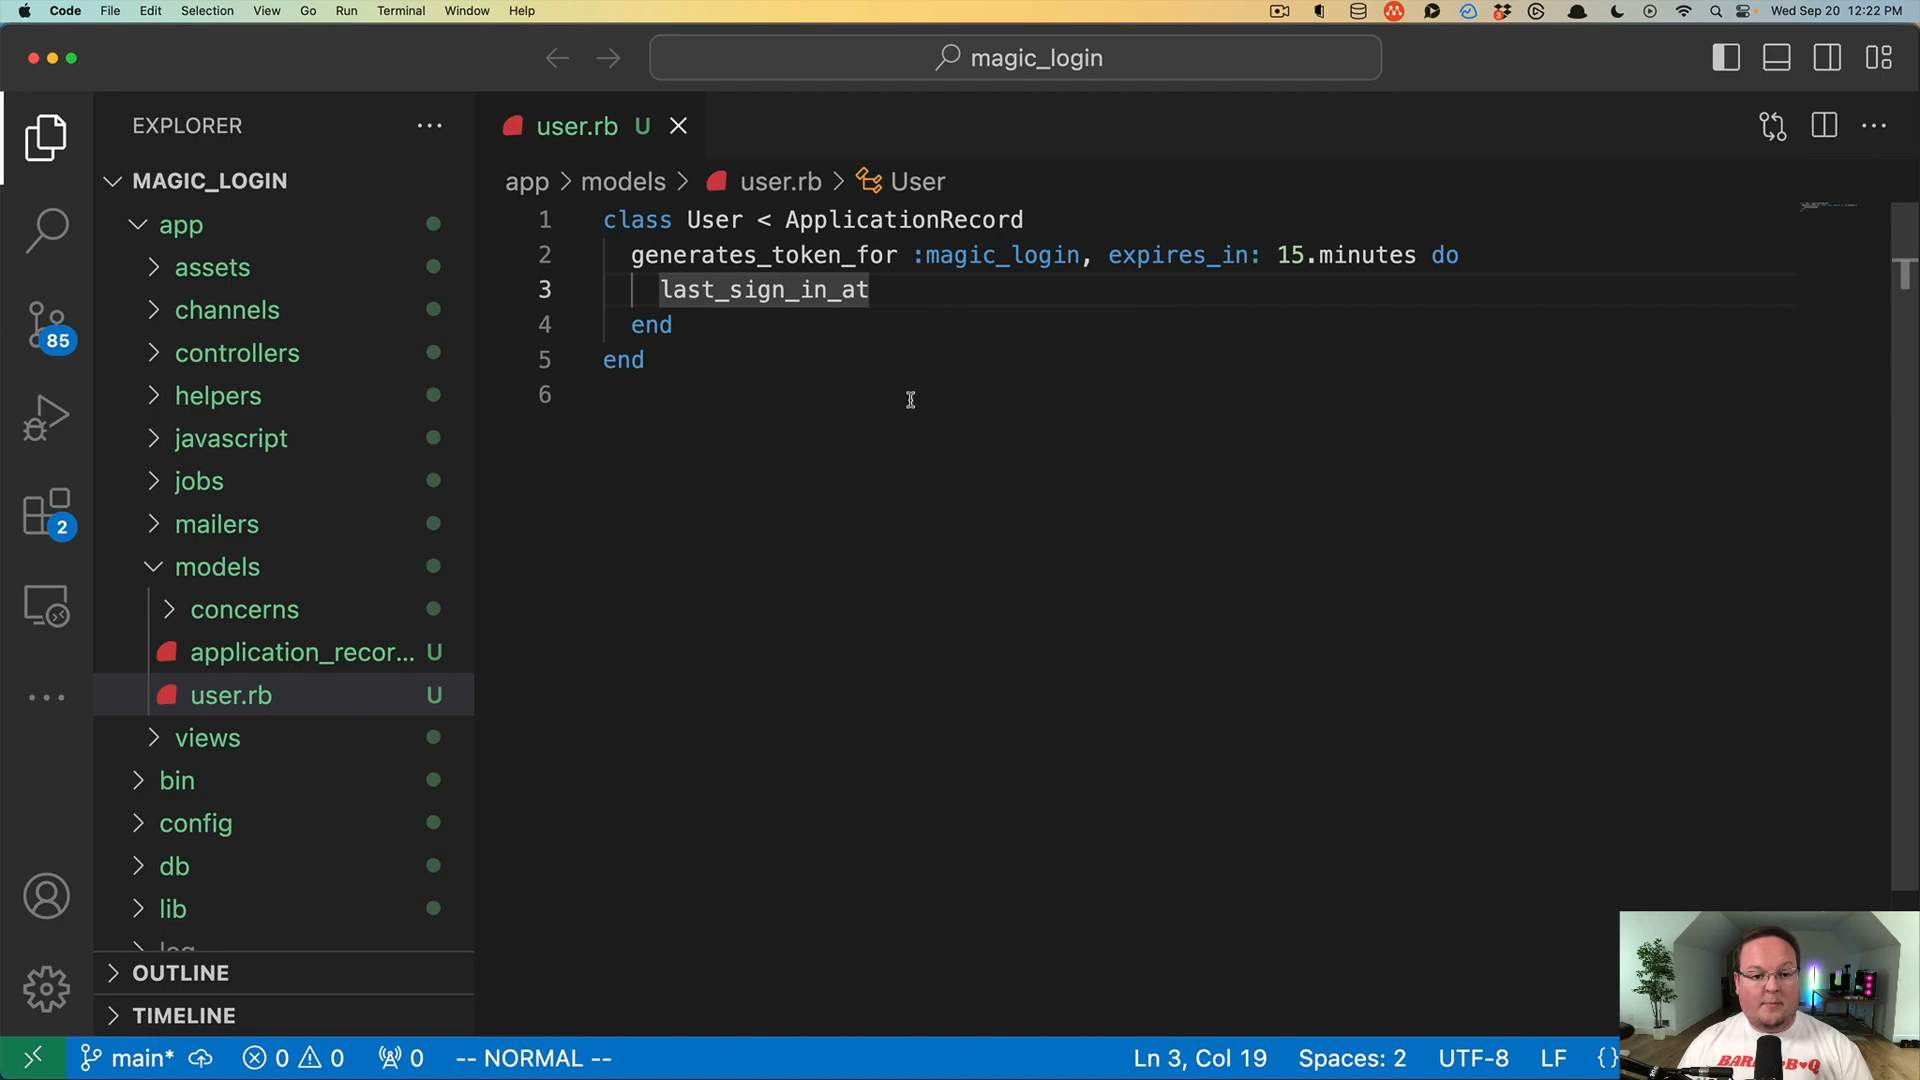 Code File Edit Selection View Go Run Terminal Window Help Wed Sep 20 12:22 PM
magic_login
EXPLORER
MAGIC_LOGIN
app
assets
channels
controllers
helpers
javascript
jobs
mailers
models
concerns
application_recor... U
user.rb U
views
bin
config
db
lib
log
OUTLINE
TIMELINE
85
2
user.rb U
app > models > user.rb > User
1 class User < ApplicationRecord
2 generates_token_for :magic_login, expires_in: 15.minutes do
3 last_sign_in_at
4 end
5 end
6
main* 0 0 0 -- NORMAL -- Ln 3, Col 19 Spaces: 2 UTF-8 LF {}